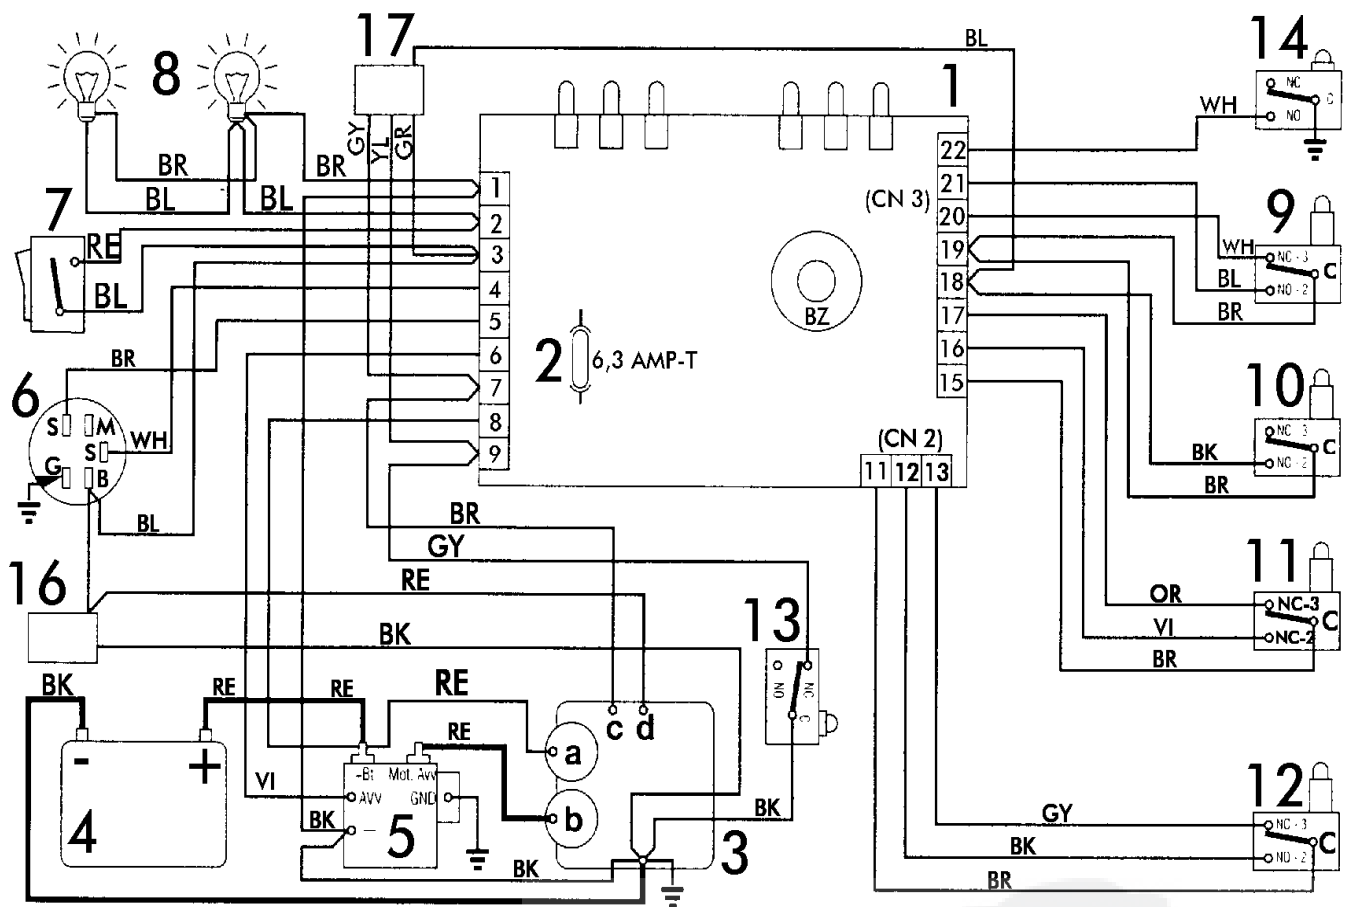 17
BL
14
8
1
NC
C
WH
NO
GY
YL
GR
BR
BR
22
1
21
(CN 3)
9
7
BL
BL
2
20
RE
3
19
WH
NC-3
C
BL
4
18
BL
NO-2
BZ
BR
5
17
6
16
BR
2
6,3 AMP-T
7
15
10
6
8
S
M
(CN 2)
NC-3
C
WH
S
9
BK
NO-2
G
B
11
12
13
BR
BL
BR
GY
11
16
RE
OR
NC-3
C
13
VI
NC-2
BK
BR
NO
NC
C
BK
RE
RE
RE
c
d
RE
a
-
+
VI
-Bt
Mot. Avv
AVV
GND
12
BK
GY
NC-3
4
BK
-
5
b
C
3
BK
NO-2
BK
BR